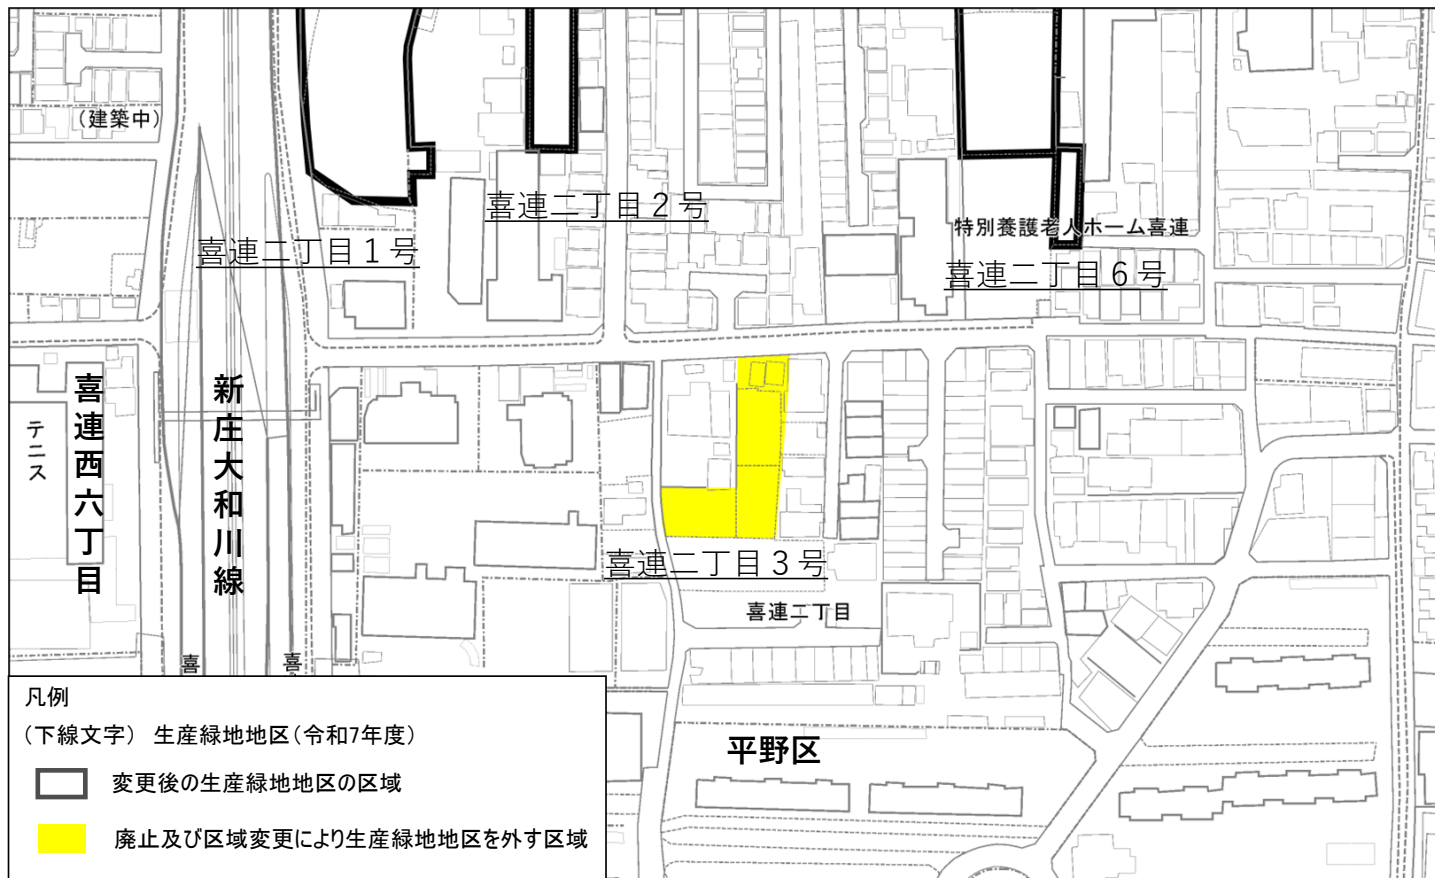 (建築中)
喜連二丁目２号
喜連二丁目１号
特別養護老人ホーム喜連
喜連二丁目６号
喜連西六丁目
テニス
新庄大和川線
喜連二丁目３号
喜連二丁目
喜
喜
平野区
凡例
(下線文字) 生産緑地地区(令和7年度)
変更後の生産緑地地区の区域
廃止及び区域変更により生産緑地地区を外す区域